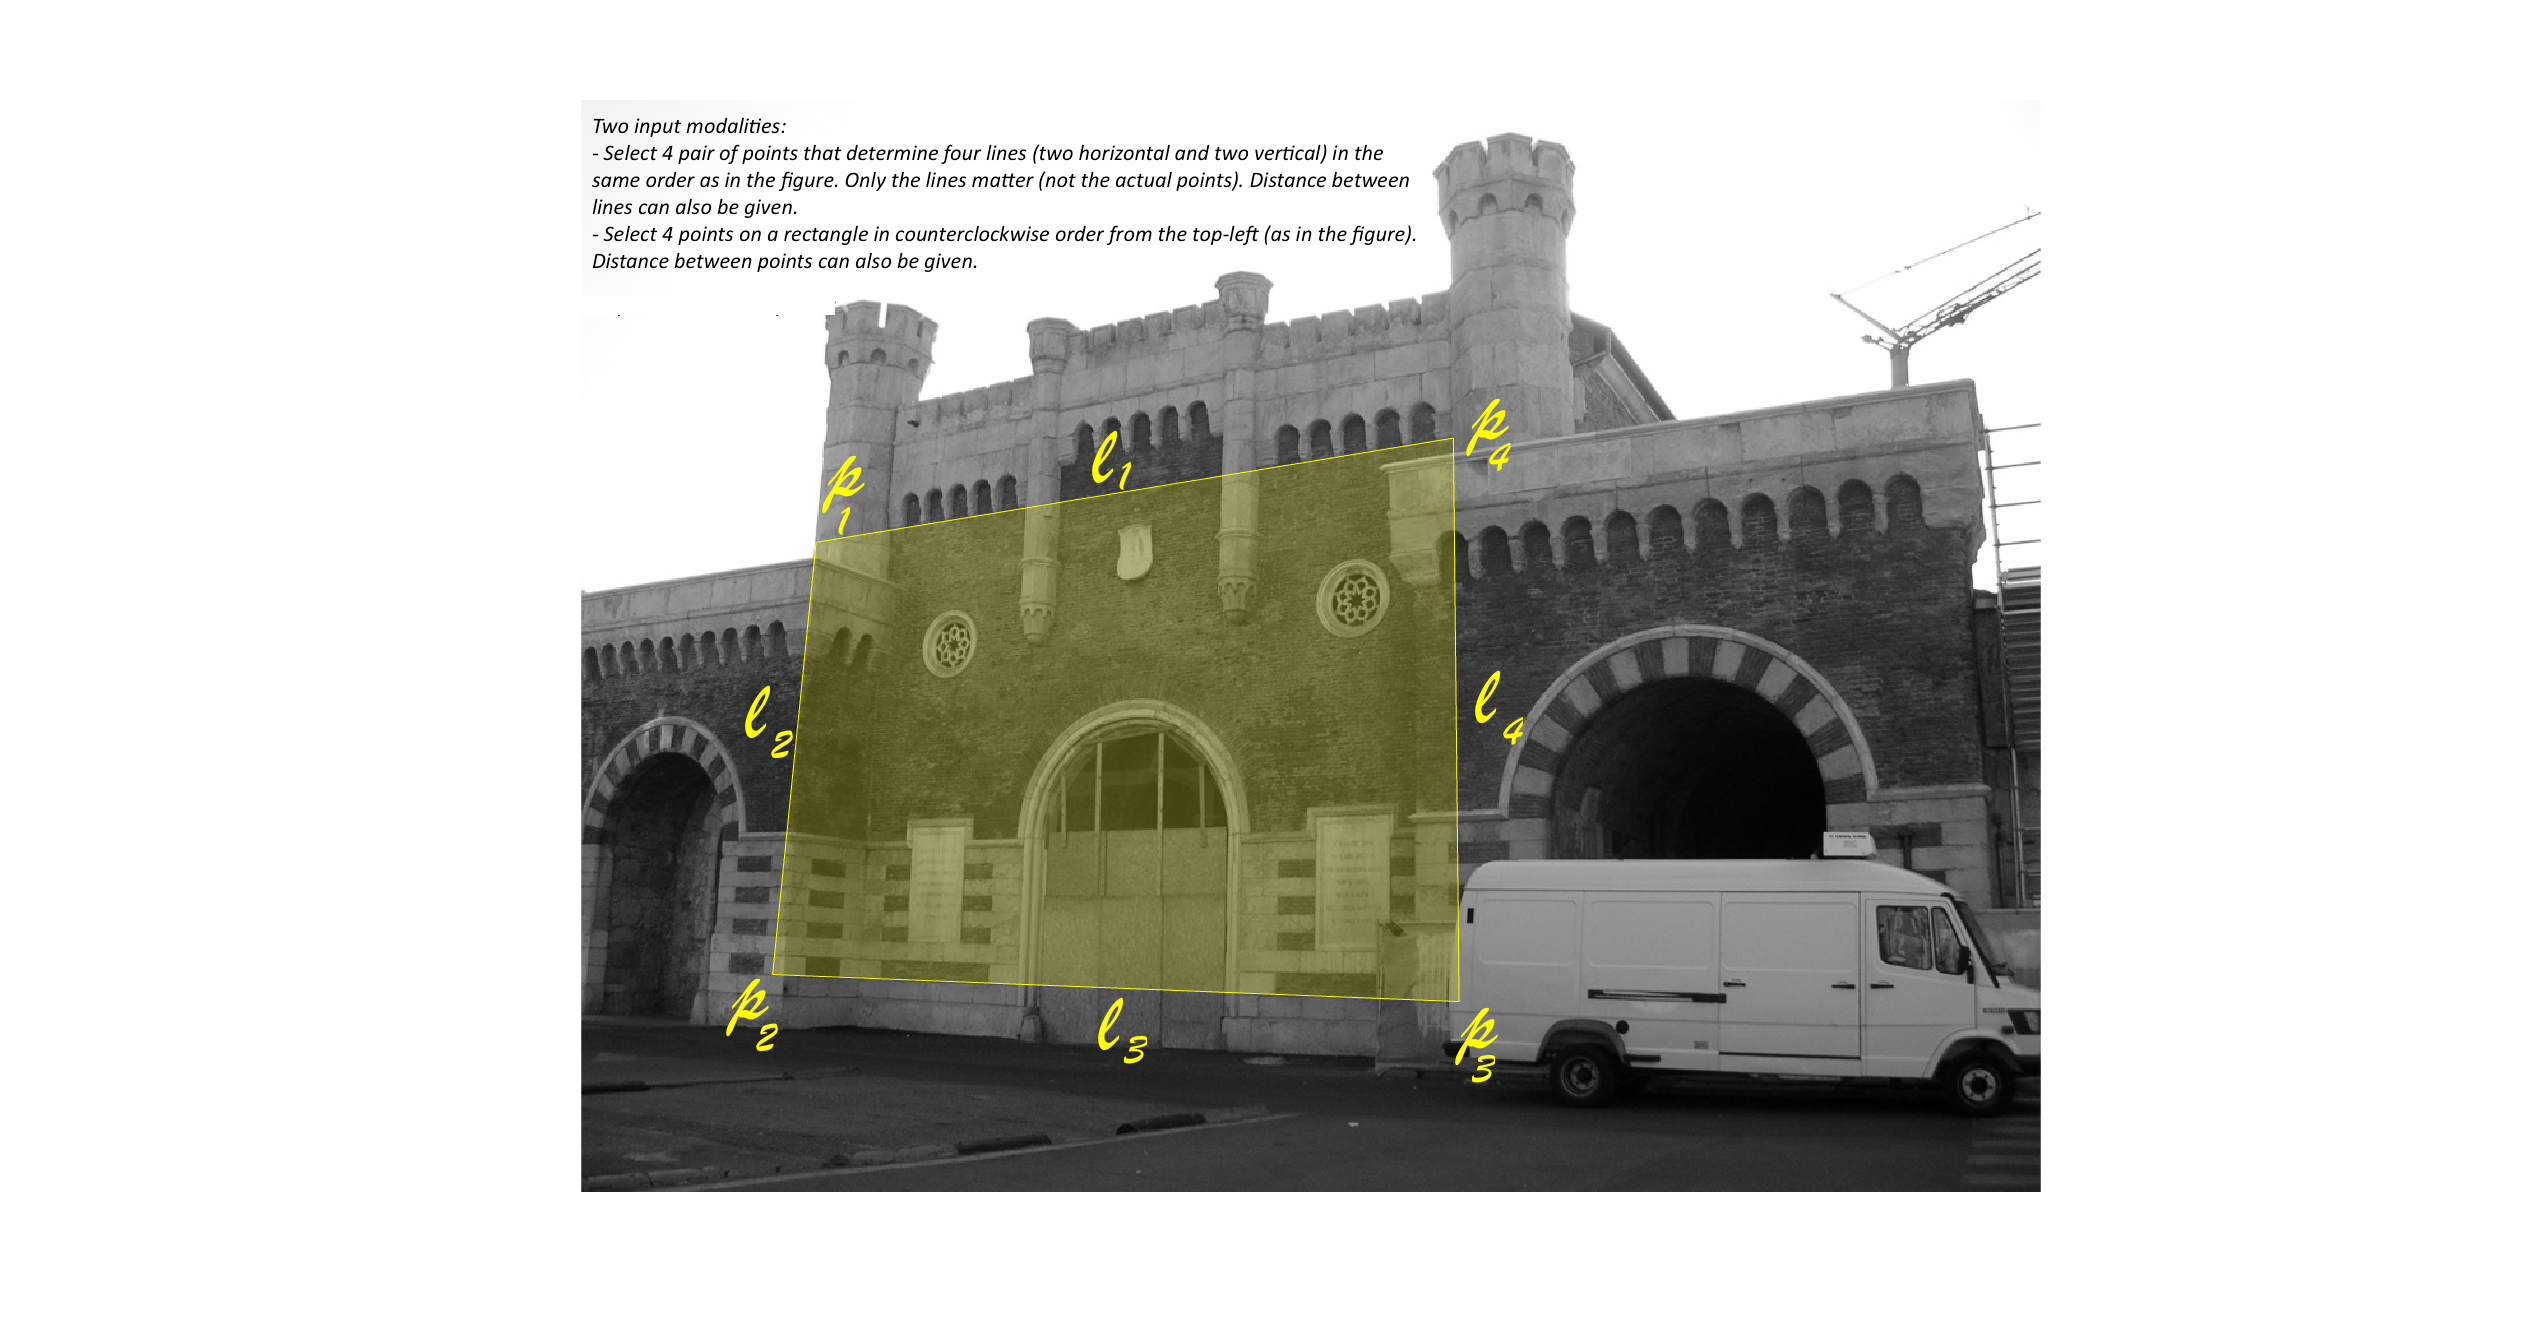 Two input modalities:
- Select 4 pair of points that determine four lines (two horizontal and two vertical) in the
same order as in the figure. Only the lines matter (not the actual points). Distance between
lines can also be given.
- Select 4 points on a rectangle in counterclockwise order from the top-left (as in the figure).
Distance between points can also be given.
p4
l1
p1
l4
l2
p2
l3
p3